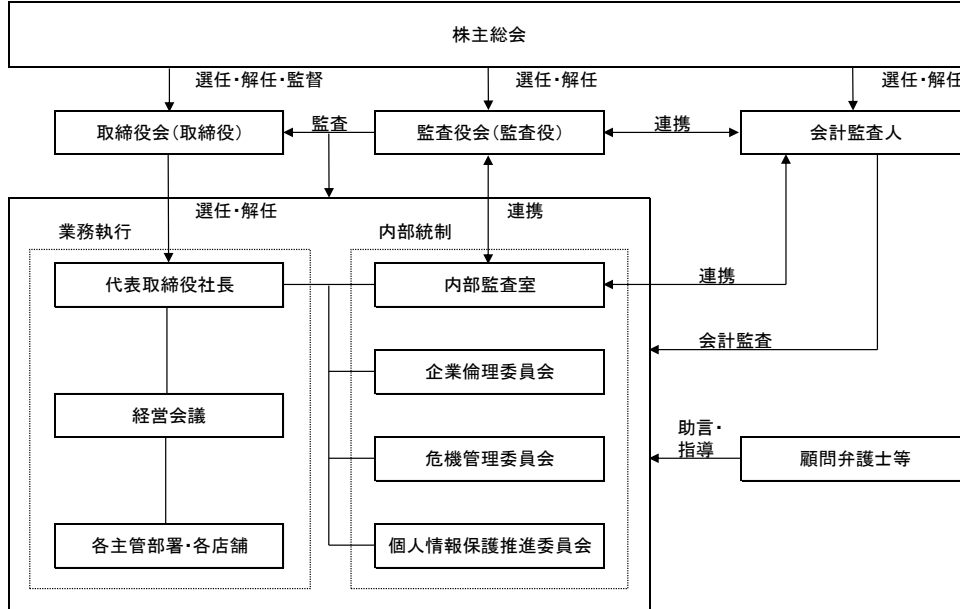 株主総会
選任・解任・監督
選任・解任
選任・解任
取締役会(取締役)
監査
監査役会(監査役)
連携
会計監査人
選任・解任
連携
業務執行
内部統制
代表取締役社長
内部監査室
連携
会計監査
企業倫理委員会
経営会議
助言・
指導
危機管理委員会
顧問弁護士等
各主管部署・各店舗
個人情報保護推進委員会